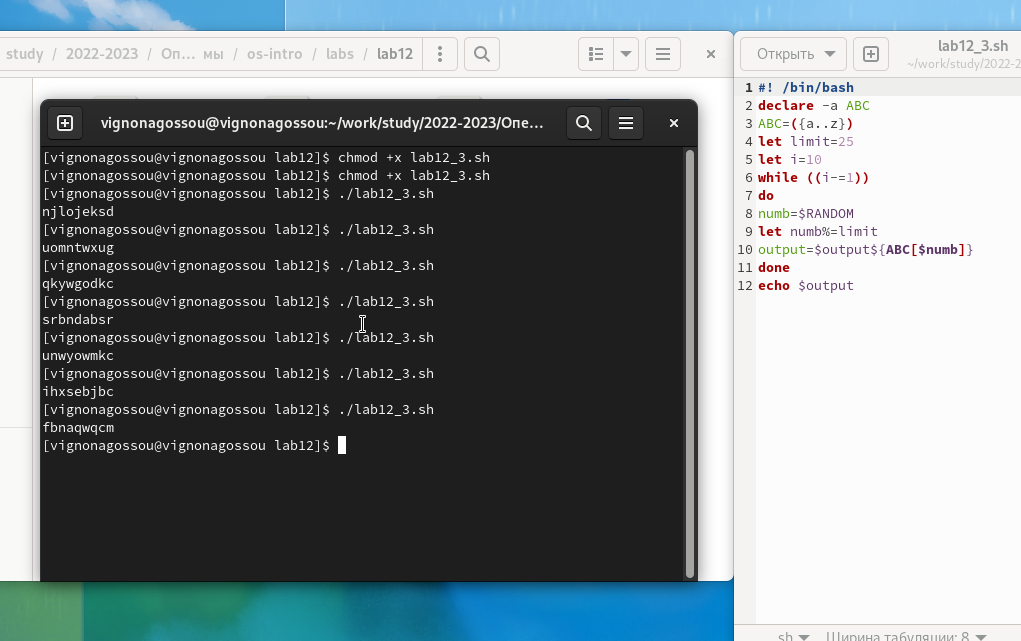 study / 2022-2023 / Оп… мы / os-intro / labs / lab12
vignonagossou@vignonagossou:~/work/study/2022-2023/Опе…
[vignonagossou@vignonagossou lab12]$ chmod +x lab12_3.sh
[vignonagossou@vignonagossou lab12]$ chmod +x lab12_3.sh
[vignonagossou@vignonagossou lab12]$ ./lab12_3.sh
njlojeksd
[vignonagossou@vignonagossou lab12]$ ./lab12_3.sh
uomntwxug
[vignonagossou@vignonagossou lab12]$ ./lab12_3.sh
qkywgodkc
[vignonagossou@vignonagossou lab12]$ ./lab12_3.sh
srbndabsr
[vignonagossou@vignonagossou lab12]$ ./lab12_3.sh
unwyowmkc
[vignonagossou@vignonagossou lab12]$ ./lab12_3.sh
ihxsebjbc
[vignonagossou@vignonagossou lab12]$ ./lab12_3.sh
fbnaqwqcm
[vignonagossou@vignonagossou lab12]$
Открыть
lab12_3.sh
~/work/study/2022-2
1 #! /bin/bash
2 declare -a ABC
3 ABC=({a..z})
4 let limit=25
5 let i=10
6 while ((i-=1))
7 do
8 numb=$RANDOM
9 let numb%=limit
10 output=$output${ABC[$numb]}
11 done
12 echo $output
sh Ширина табуляции: 8